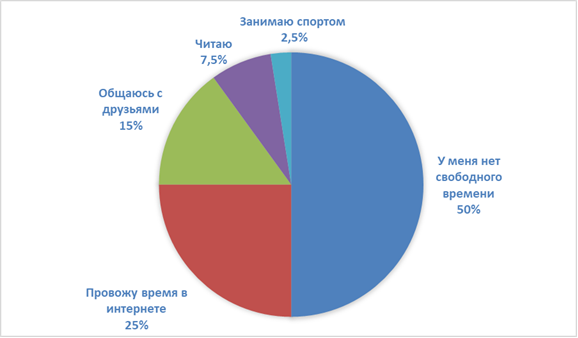 Занимаю спортом
2,5%
Читаю
7,5%
Общаюсь с
друзьями
15%
У меня нет
свободного
времени
50%
Провожу время в
интернете
25%